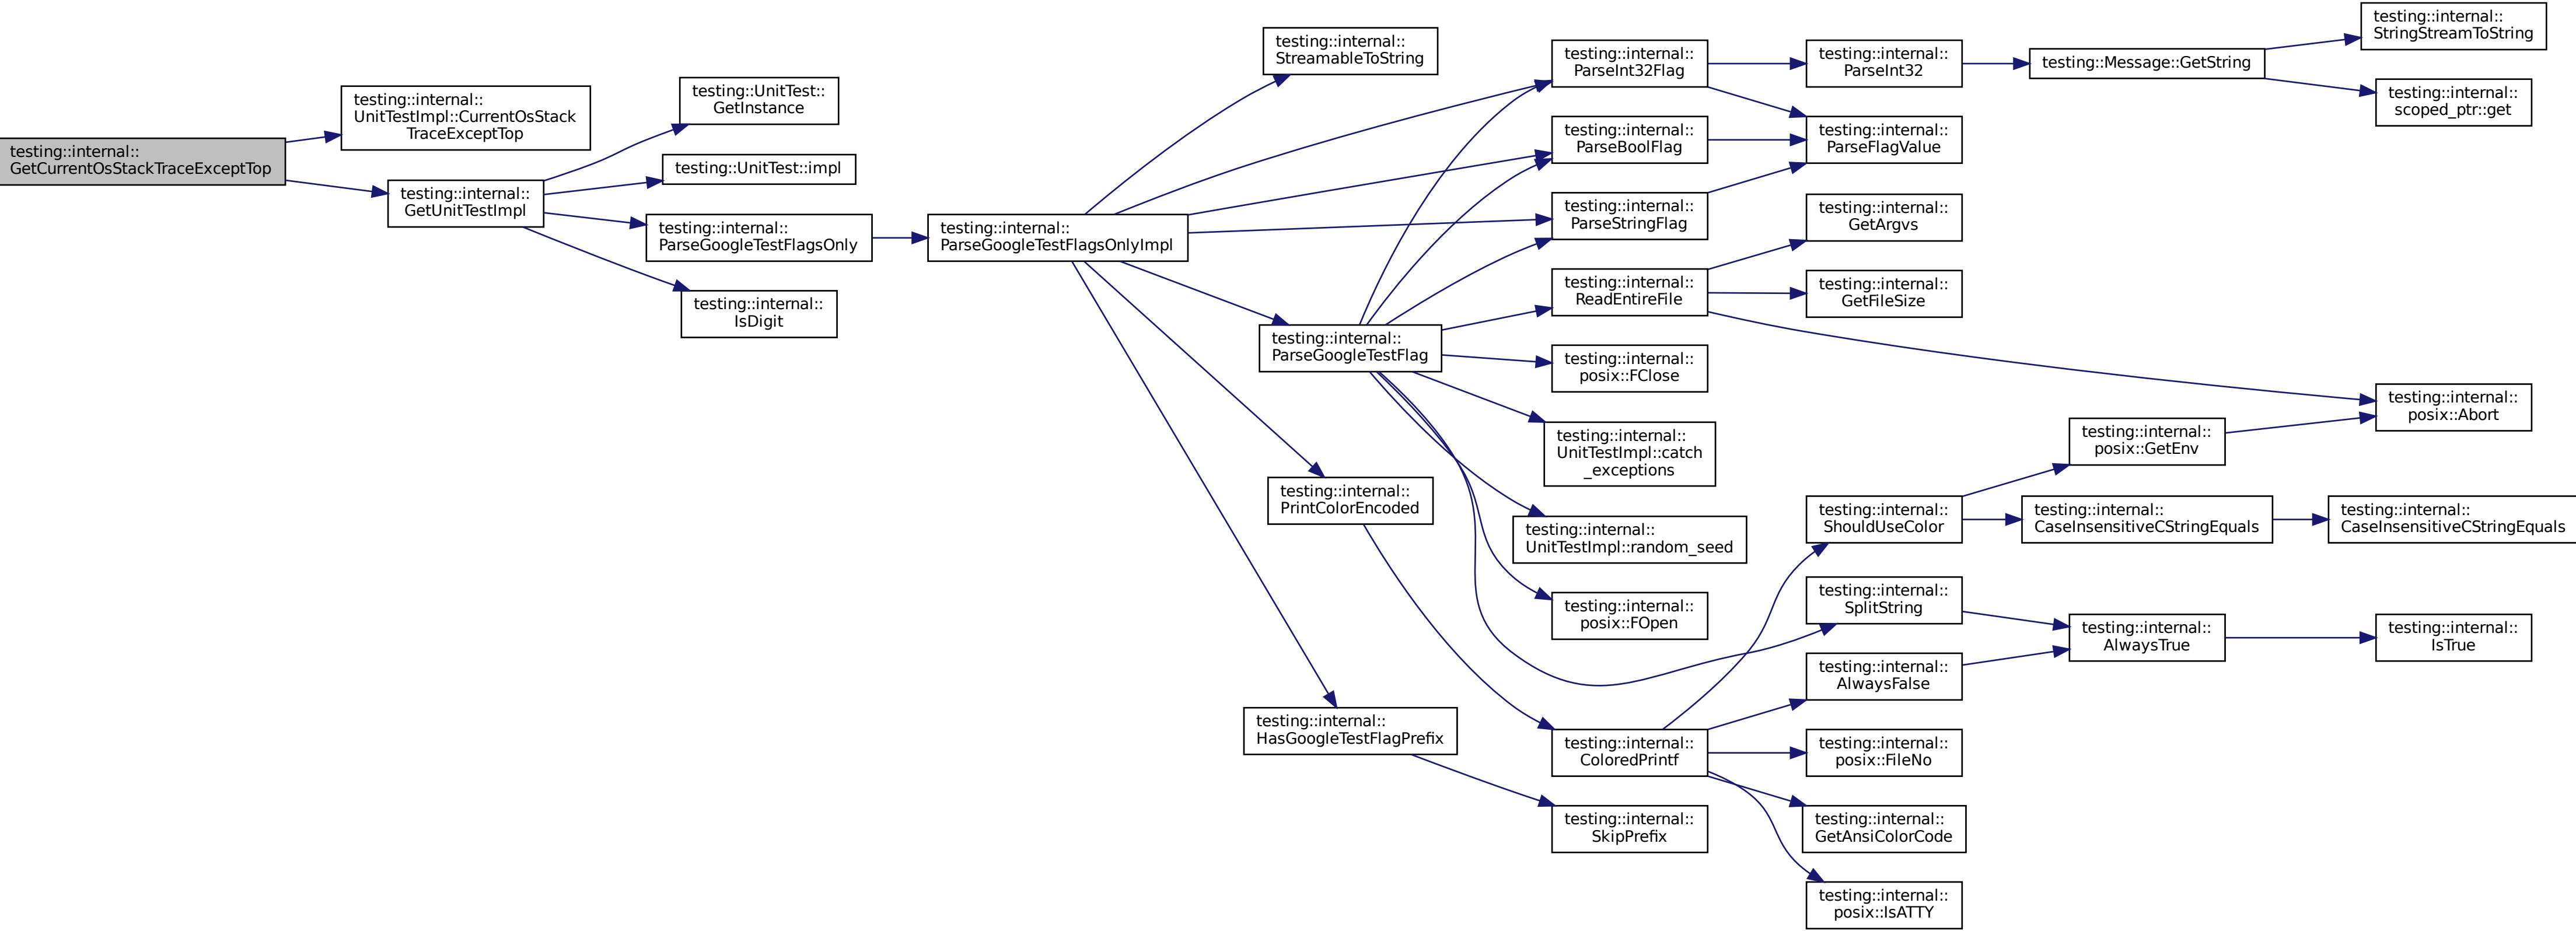 testing::internal::
GetCurrentOsStackTraceExceptTop
testing::internal::
UnitTestImpl::CurrentOsStack
TraceExceptTop
testing::internal::
GetUnitTestImpl
testing::UnitTest::
GetInstance
testing::UnitTest::impl
testing::internal::
ParseGoogleTestFlagsOnly
testing::internal::
IsDigit
testing::internal::
ParseGoogleTestFlagsOnlyImpl
testing::internal::
StreamableToString
testing::internal::
ParseGoogleTestFlag
testing::internal::
PrintColorEncoded
testing::internal::
HasGoogleTestFlagPrefix
testing::internal::
ParseInt32Flag
testing::internal::
ParseBoolFlag
testing::internal::
ParseStringFlag
testing::internal::
ReadEntireFile
testing::internal::
posix::FClose
testing::internal::
UnitTestImpl::catch
_exceptions
testing::internal::
UnitTestImpl::random_seed
testing::internal::
posix::FOpen
testing::internal::
ColoredPrintf
testing::internal::
SkipPrefix
testing::internal::
ParseInt32
testing::internal::
ParseFlagValue
testing::internal::
GetArgvs
testing::internal::
GetFileSize
testing::internal::
ShouldUseColor
testing::internal::
SplitString
testing::internal::
AlwaysFalse
testing::internal::
posix::FileNo
testing::internal::
GetAnsiColorCode
testing::internal::
posix::IsATTY
testing::Message::GetString
testing::internal::
posix::GetEnv
testing::internal::
CaseInsensitiveCStringEquals
testing::internal::
AlwaysTrue
testing::internal::
StringStreamToString
testing::internal::
scoped_ptr::get
testing::internal::
posix::Abort
testing::internal::
CaseInsensitiveCStringEquals
testing::internal::
IsTrue